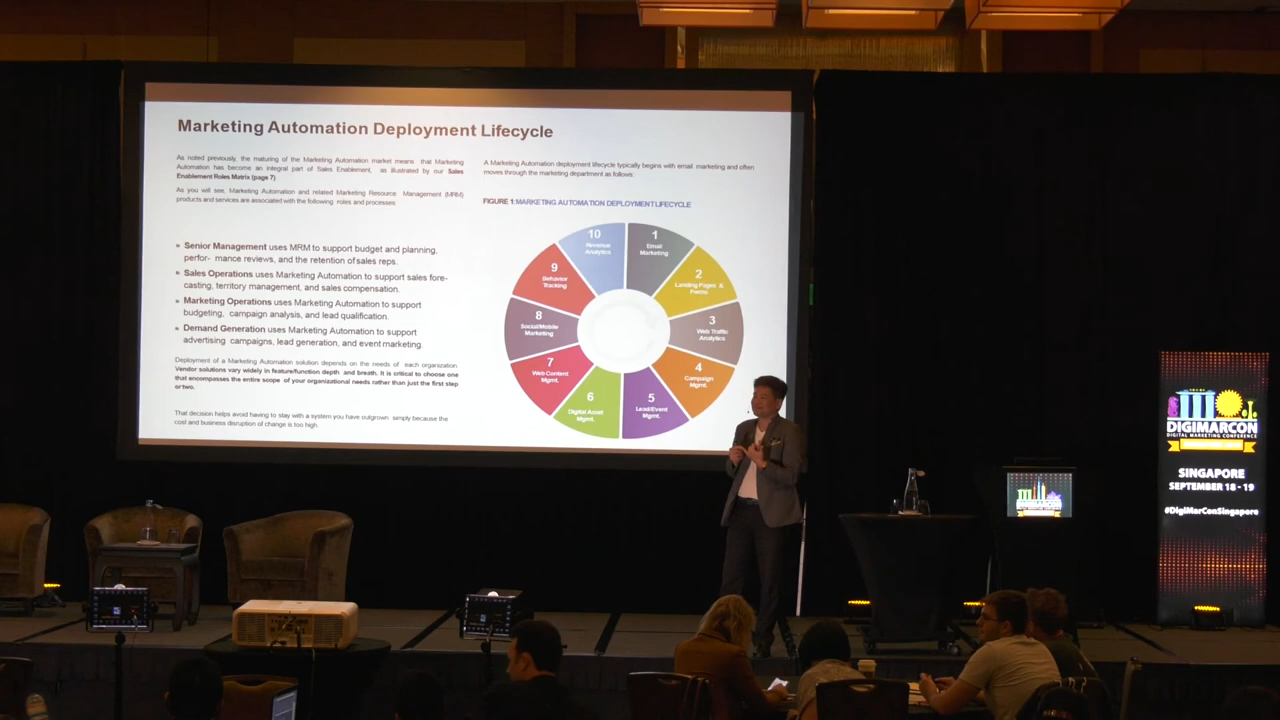 Marketing Automation Deployment Lifecycle
As noted previously, the maturing of the Marketing Automation market means that Marketing
Automation has become an integral part of Sales Enablement, as illustrated by our Sales
Enablement Roles Matrix (page 7).
As you will see, Marketing Automation and related Marketing Resource Management (MRM)
products and services are associated with the following roles and processes.
» Senior Management uses MRM to support budget and planning,
perfor- mance reviews, and the retention of sales reps.
» Sales Operations uses Marketing Automation to support sales fore-
casting, territory management, and sales compensation.
» Marketing Operations uses Marketing Automation to support
budgeting, campaign analysis, and lead qualification.
» Demand Generation uses Marketing Automation to support
advertising campaigns, lead generation, and event marketing.
Deployment of a Marketing Automation solution depends on the needs of each organization.
Vendor solutions vary widely in feature/function depth and breath. It is critical to choose one
that encompasses the entire scope of your organizational needs rather than just the first step
or two.
That decision helps avoid having to stay with a system you have outgrown simply because the
cost and business disruption of change is too high.
A Marketing Automation deployment lifecycle typically begins with email marketing and often
moves through the marketing department as follows:
FIGURE 1: MARKETING AUTOMATION DEPLOYMENT LIFECYCLE
1
Email
Marketing
2
Landing Pages &
Forms
3
Web Traffic
Analytics
4
Campaign
Mgmt.
5
Lead/Event
Mgmt.
6
Digital Asset
Mgmt.
7
Web Content
Mgmt.
8
Social/Mobile
Marketing
9
Behavior
Tracking
10
Revenue
Analytics
DIGIMARCON
DIGITAL MARKETING CONFERENCE
SINGAPORE
SEPTEMBER 18 - 19
#DigiMarConSingapore